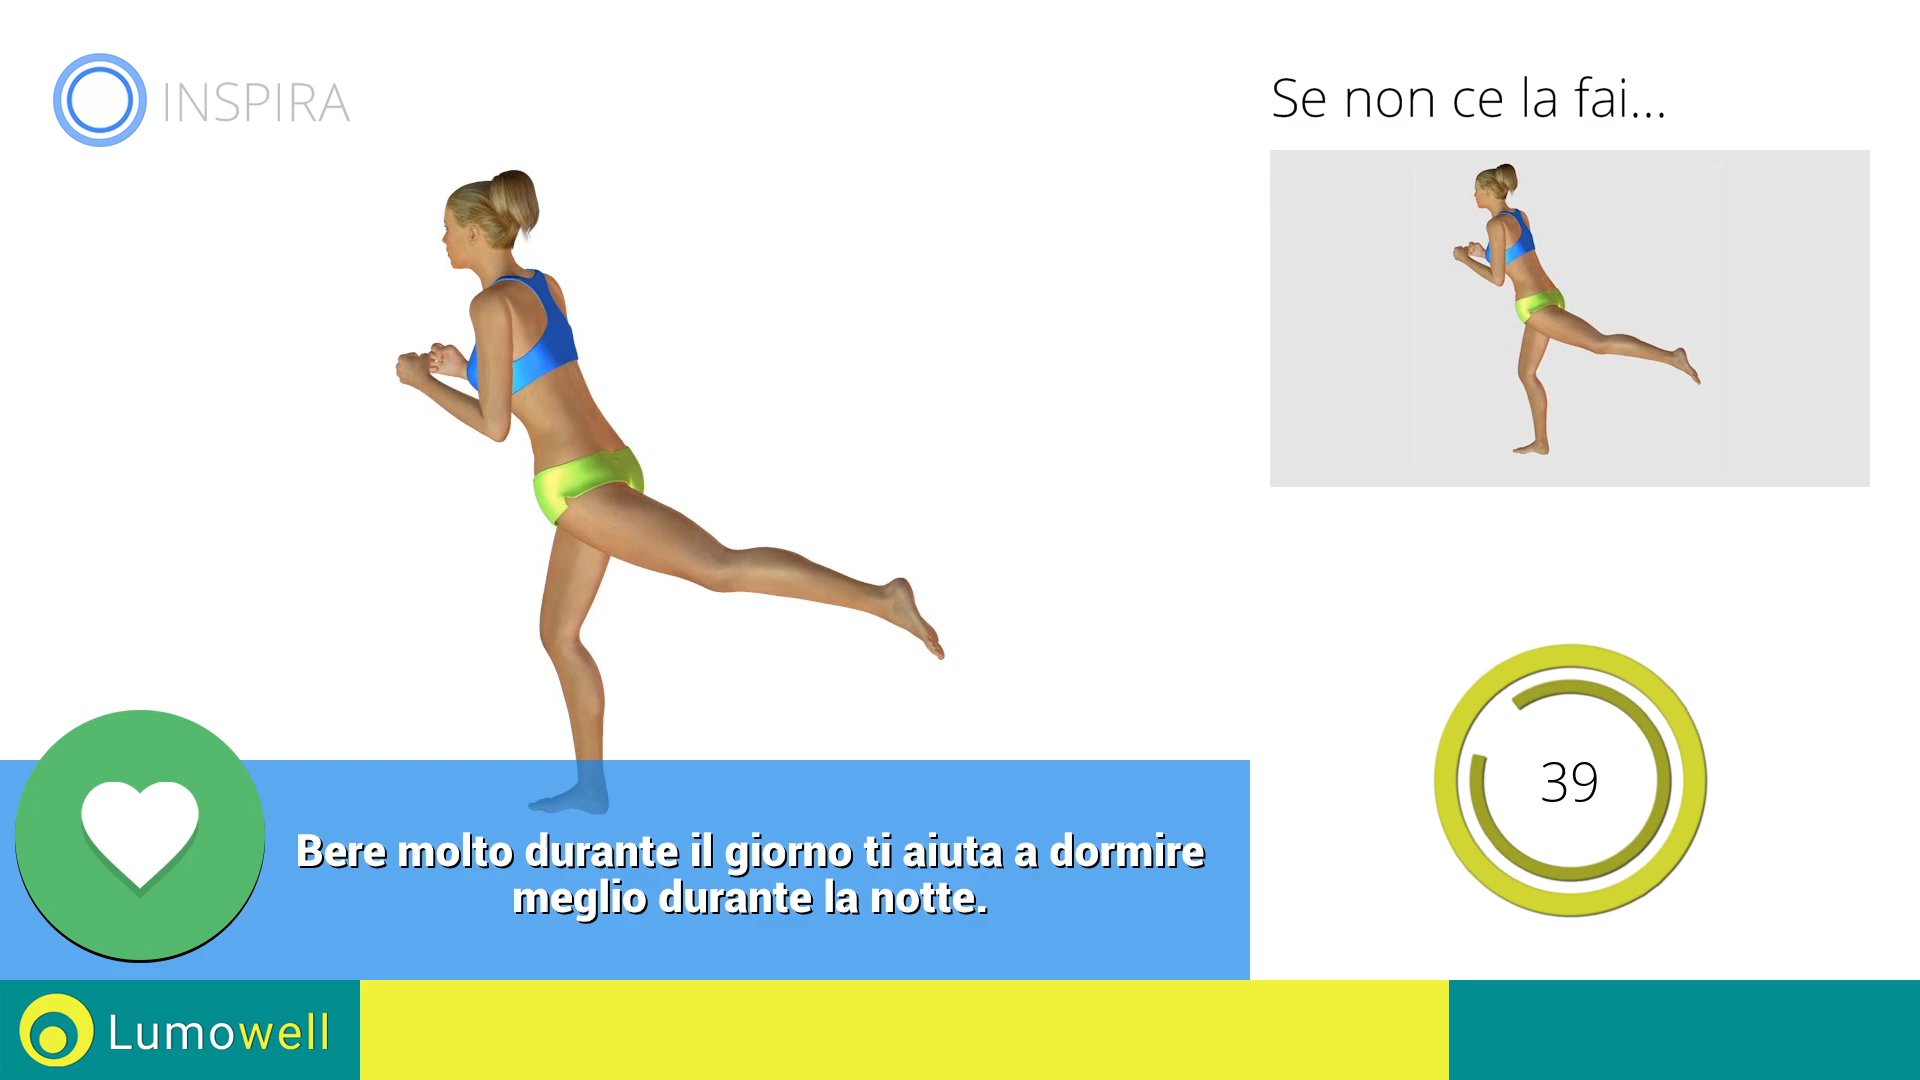 INSPIRA
Se non ce la fai...
39
Bere molto durante il giorno ti aiuta a dormire
meglio durante la notte.
Lumowell